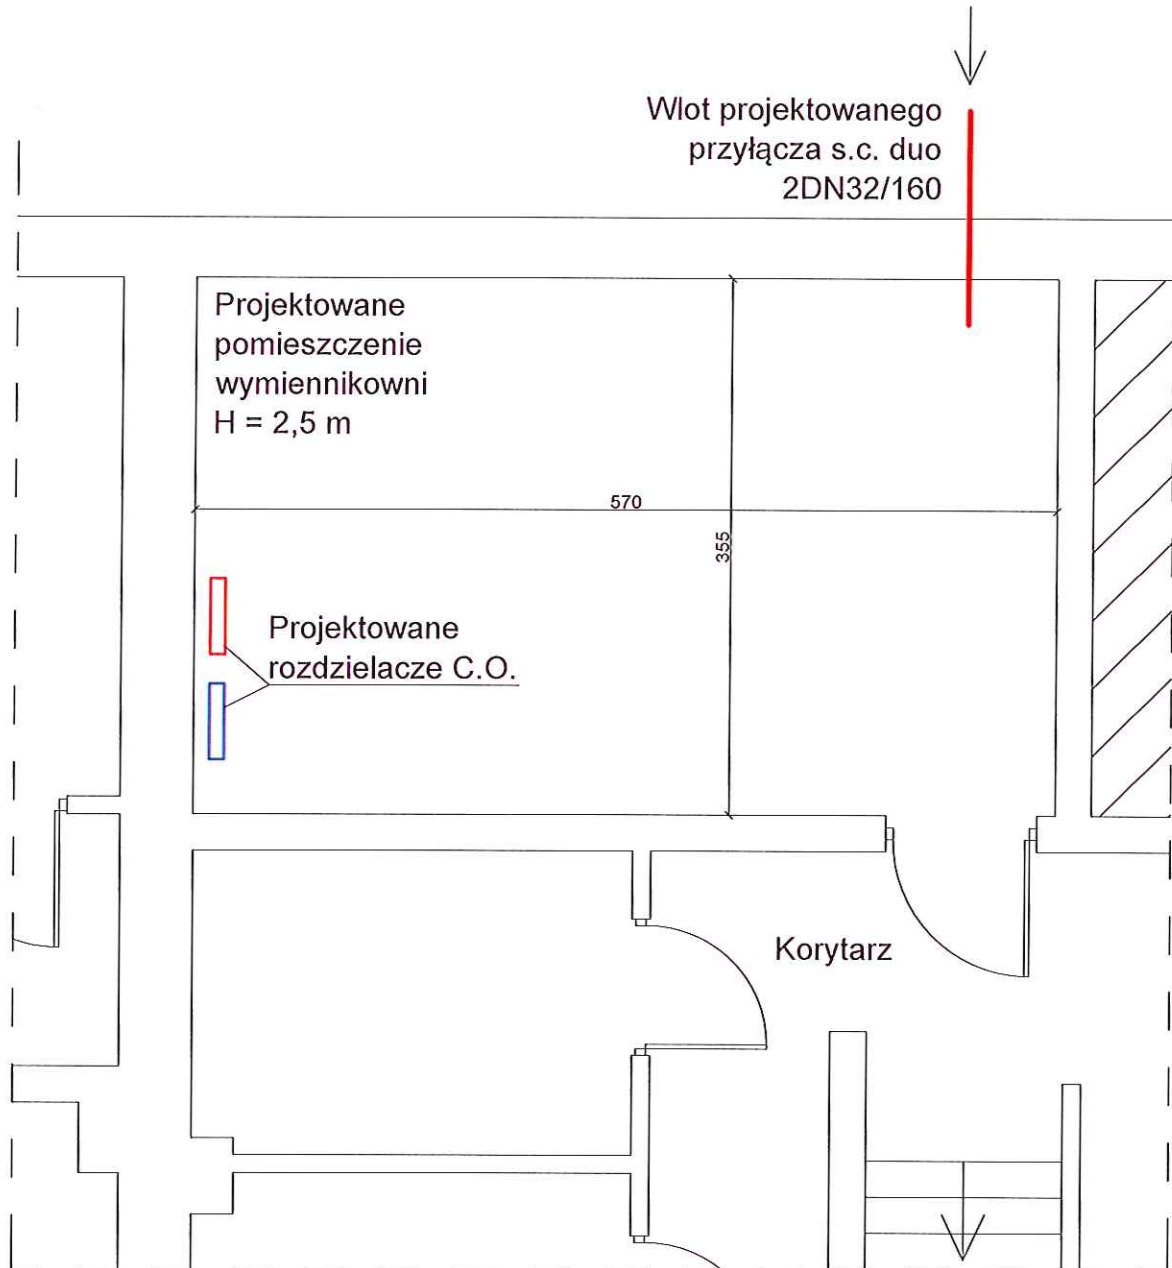 Wlot projektowanego
przyłącza s.c. duo
2DN32/160
Projektowane
pomieszczenie
wymiennikowni
H = 2,5 m
570
355
Projektowane
rozdzielacze C.O.
Korytarz